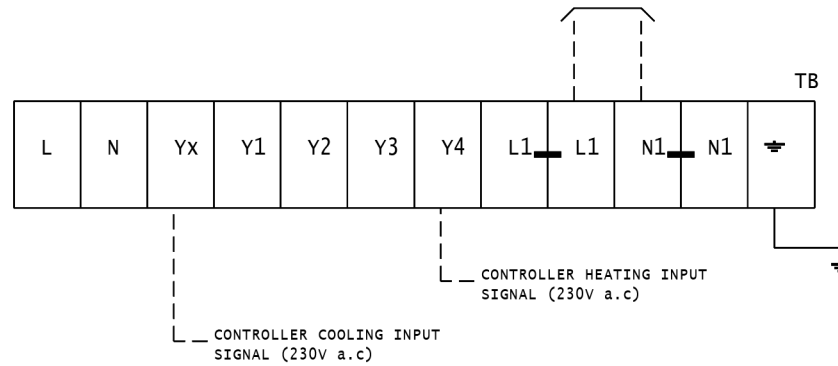 TB
L N Yx Y1 Y2 Y3 Y4 L1 L1 N1 N1
CONTROLLER HEATING INPUT
SIGNAL (230V a.c)
CONTROLLER COOLING INPUT
SIGNAL (230V a.c)